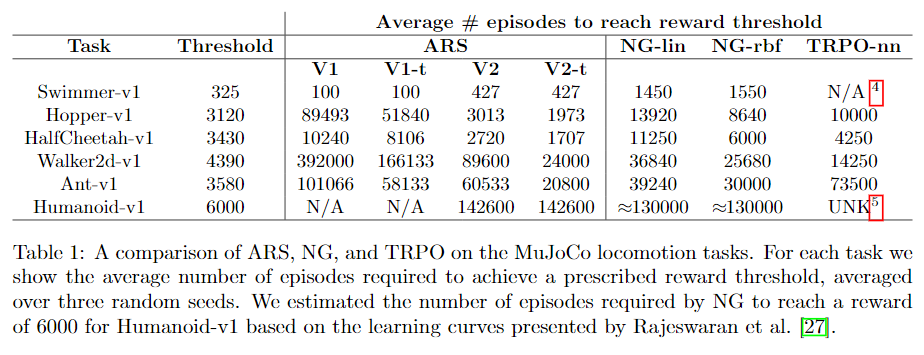 Average # episodes to reach reward threshold
Task Threshold ARS NG-lin NG-rbf TRPO-nn
V1 V1-t V2 V2-t
Swimmer-v1 325 100 100 427 427 1450 1550 N/A 4
Hopper-v1 3120 89493 51840 3013 1973 13920 8640 10000
HalfCheetah-v1 3430 10240 8106 2720 1707 11250 6000 4250
Walker2d-v1 4390 392000 166133 89600 24000 36840 25680 14250
Ant-v1 3580 101066 58133 60533 20800 39240 30000 73500
Humanoid-v1 6000 N/A N/A 142600 142600 ≈130000 ≈130000 UNK 5
Table 1: A comparison of ARS, NG, and TRPO on the MuJoCo locomotion tasks. For each task we
show the average number of episodes required to achieve a prescribed reward threshold, averaged
over three random seeds. We estimated the number of episodes required by NG to reach a reward
of 6000 for Humanoid-v1 based on the learning curves presented by Rajeswaran et al. [27].